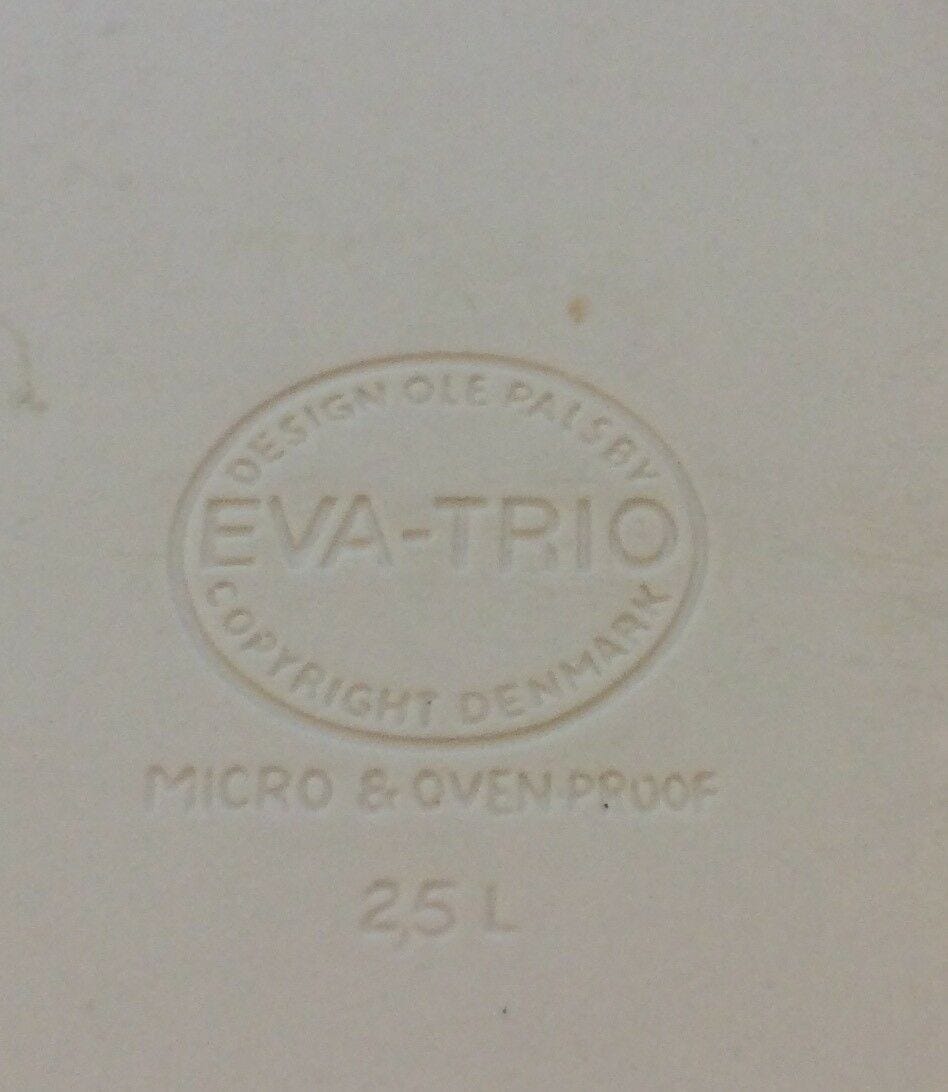 DESIGN OLE PALSBY
EVA-TRIO
COPYRIGHT DENMARK
MICRO & OVEN PROOF
2,5 L